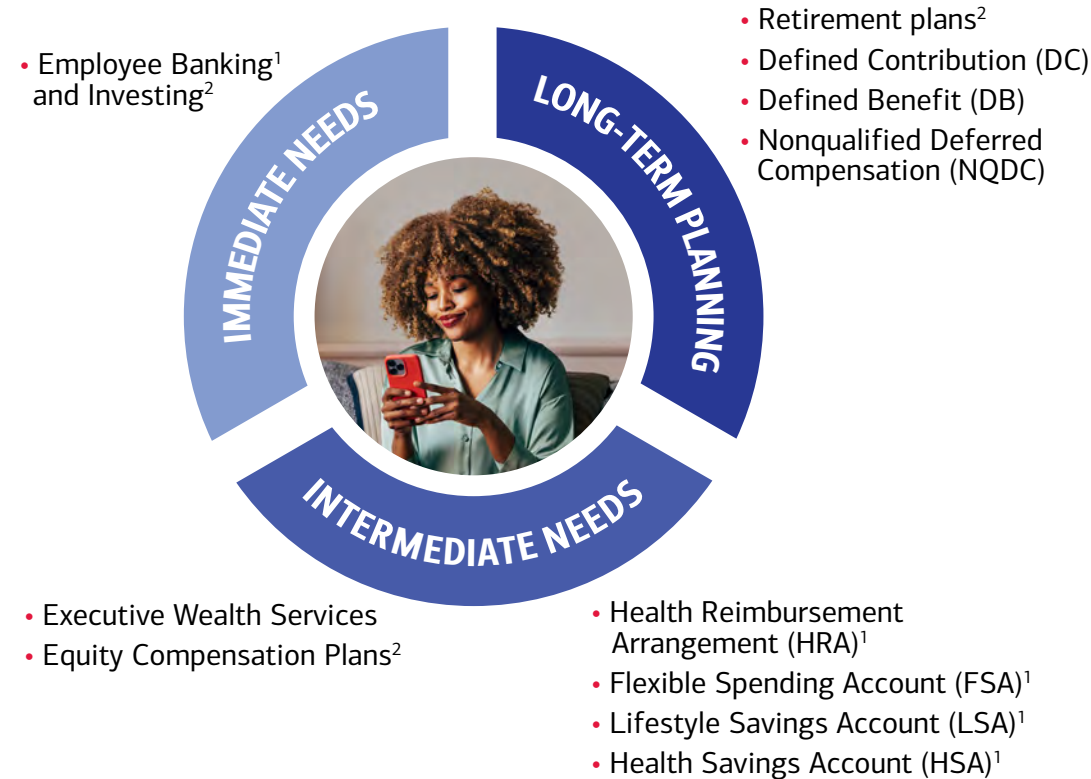 • Employee Banking¹
and Investing²
IMMEDIATE NEEDS
LONG-TERM PLANNING
• Retirement plans²
• Defined Contribution (DC)
• Defined Benefit (DB)
• Nonqualified Deferred
Compensation (NQDC)
INTERMEDIATE NEEDS
• Executive Wealth Services
• Equity Compensation Plans²
• Health Reimbursement
Arrangement (HRA)¹
• Flexible Spending Account (FSA)¹
• Lifestyle Savings Account (LSA)¹
• Health Savings Account (HSA)¹